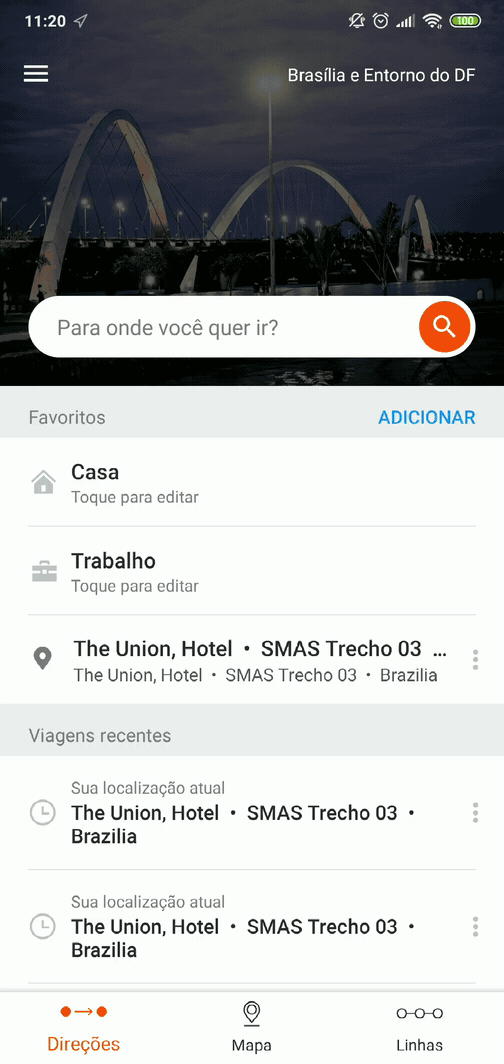 11:20
100
Brasília e Entorno do DF
Para onde você quer ir?
Favoritos
ADICIONAR
Casa
Toque para editar
Trabalho
Toque para editar
The Union, Hotel • SMAS Trecho 03 ...
The Union, Hotel • SMAS Trecho 03 • Brazilia
Viagens recentes
Sua localização atual
The Union, Hotel • SMAS Trecho 03 •
Brazilia
Sua localização atual
The Union, Hotel • SMAS Trecho 03 •
Brazilia
Direções
Mapa
Linhas